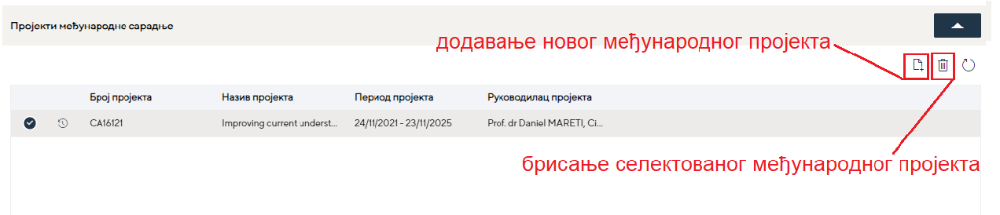 Пројекти међународне сарадње
додавање новог међународног пројекта
Број пројекта Назив пројекта Период пројекта Руководилац пројекта
CA16121 Improving current underst... 24/11/2021 - 23/11/2025 Prof. dr Daniel MARETI, Ci...
брисање селектованог међународног пројекта